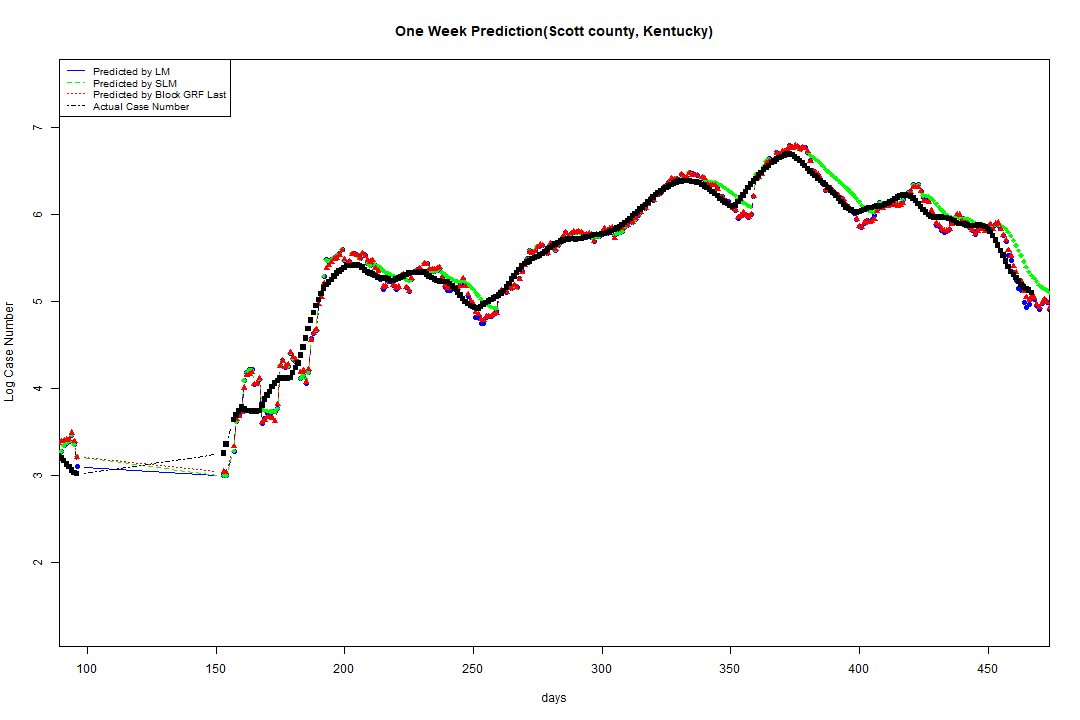 One Week Prediction(Scott county, Kentucky)
Predicted by LM
Predicted by SLM
Predicted by Block GRF Last
Actual Case Number
7
6
5
4
3
2
Log Case Number
100 150 200 250 300 350 400 450
days